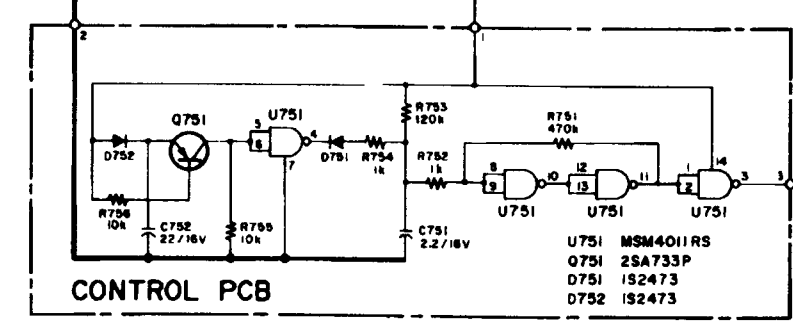 2
1
Q751
U751
5
6
4
7
D752
D751
R754
1k
R753
120k
R752
1k
R751
470k
8
9
10
12
13
11
1
2
14
3
3
U751
U751
U751
R756
10k
C752
22/16V
R755
10k
C751
2.2/16V
U751 MSM4011RS
Q751 2SA733P
D751 1S2473
D752 1S2473
CONTROL PCB